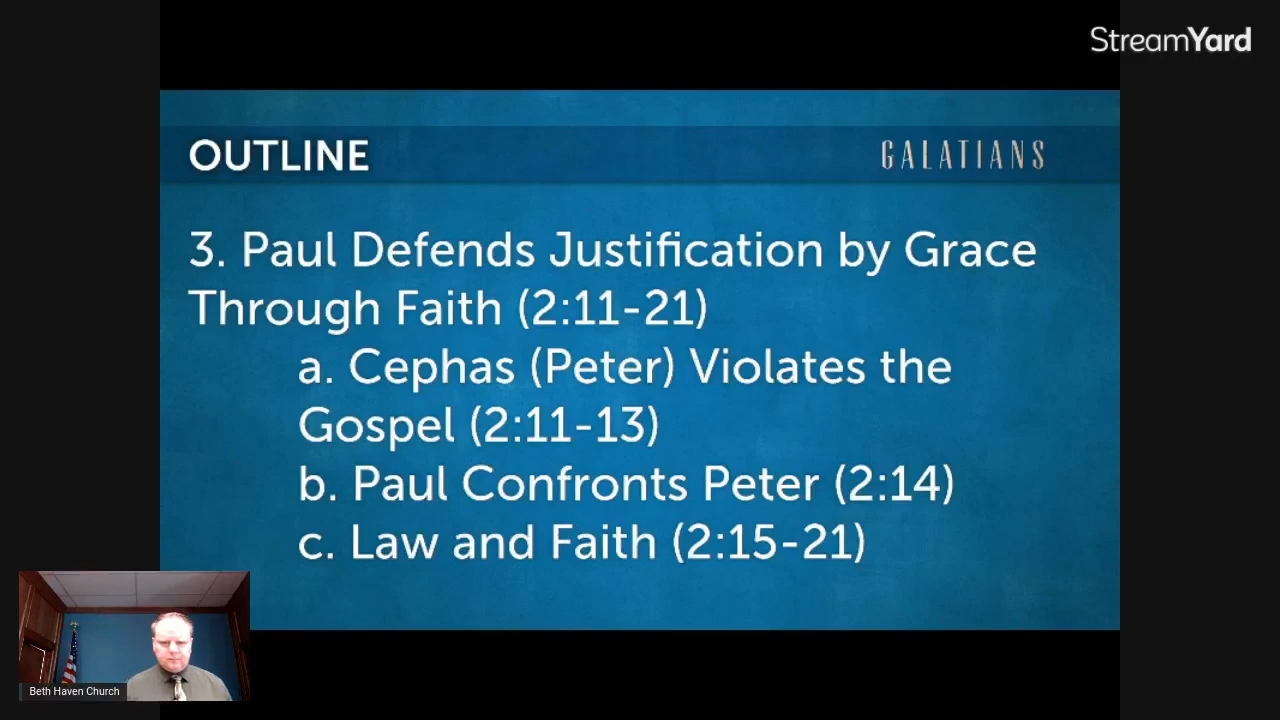 StreamYard
OUTLINE
GALATIANS
3. Paul Defends Justification by Grace
Through Faith (2:11-21)
a. Cephas (Peter) Violates the
Gospel (2:11-13)
b. Paul Confronts Peter (2:14)
c. Law and Faith (2:15-21)
Beth Haven Church